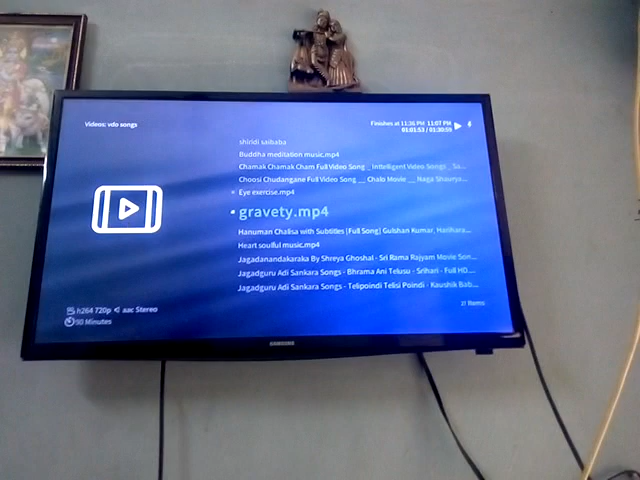 Videos: vdo songs
Finishes at 11:36 PM 11:07 PM
01:01:53 / 01:30:59
shiridi saibaba
Buddha meditation music.mp4
Chamak Chamak Cham Full Video Song _ Inttelligent Video Songs _ Sa...
Choosi Chudangane Full Video Song __ Chalo Movie __ Naga Shaurya...
Eye exercise.mp4
gravety.mp4
Hanuman Chalisa with Subtitles [Full Song] Gulshan Kumar, Harihara...
Heart soulful music.mp4
Jagadanandakaraka By Shreya Ghoshal - Sri Rama Rajyam Movie Son...
Jagadguru Adi Sankara Songs - Bhrama Ani Telusu - Srihari - Full HD...
Jagadguru Adi Sankara Songs - Telipoindi Telisi Poindi - Kaushik Bab...
21 items
h264 720p aac Stereo
90 Minutes
SAMSUNG